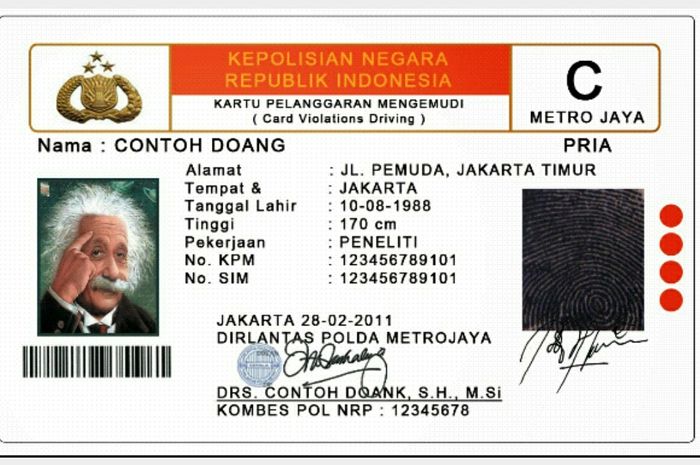 KEPOLISIAN NEGARA
REPUBLIK INDONESIA
KARTU PELANGGARAN MENGEMUDI
( Card Violations Driving )
C
METRO JAYA
Nama : CONTOH DOANG
PRIA
Alamat : JL. PEMUDA, JAKARTA TIMUR
Tempat & : JAKARTA
Tanggal Lahir : 10-08-1988
Tinggi : 170 cm
Pekerjaan : PENELITI
No. KPM : 123456789101
No. SIM : 123456789101
JAKARTA 28-02-2011
DIRLANTAS POLDA METROJAYA
DRS. CONTOH DOANK, S.H., M.Si
KOMBES POL NRP : 12345678